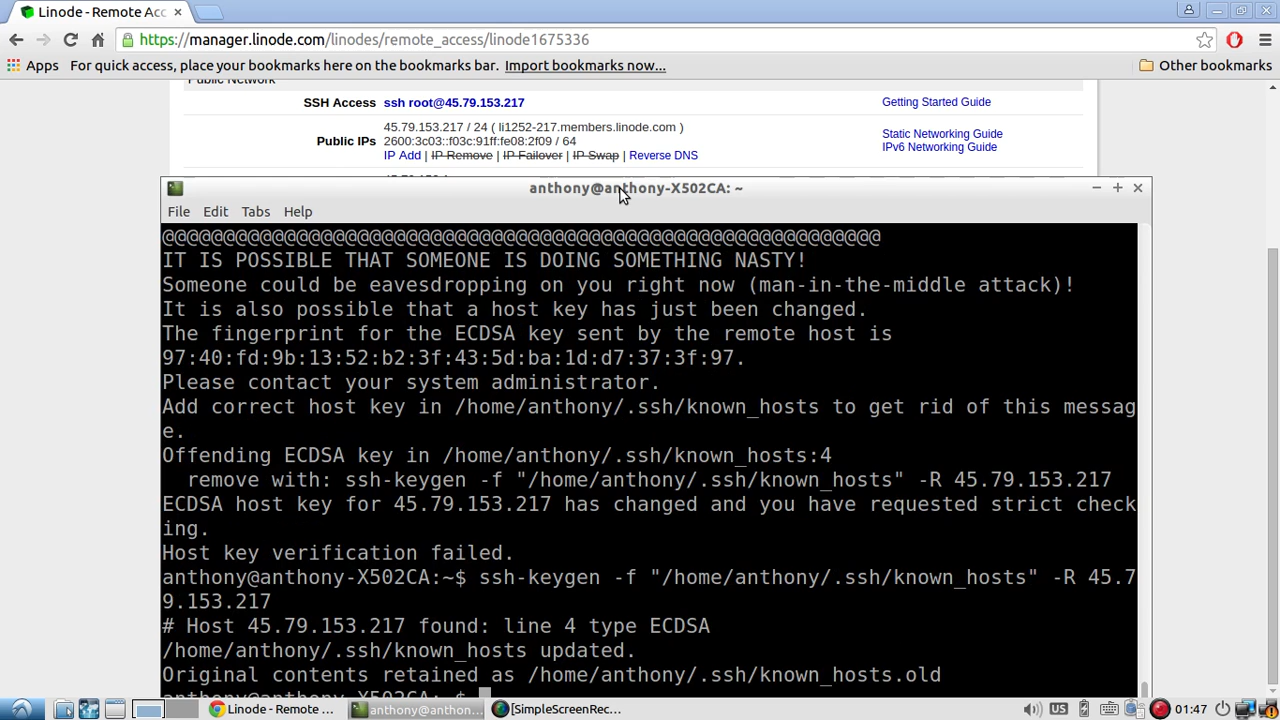 Linode - Remote Acc
https://manager.linode.com/linodes/remote_access/linode1675336
Apps For quick access, place your bookmarks here on the bookmarks bar. Import bookmarks now... Other bookmarks
Public Network
SSH Access ssh root@45.79.153.217 Getting Started Guide
Public IPs 45.79.153.217 / 24 ( li1252-217.members.linode.com )
2600:3c03::f03c:91ff:fe08:2f09 / 64
IP Add | IP Remove | IP Failover | IP Swap | Reverse DNS
Static Networking Guide
IPv6 Networking Guide
anthony@anthony-X502CA: ~
File Edit Tabs Help
@@@@@@@@@@@@@@@@@@@@@@@@@@@@@@@@@@@@@@@@@@@@@@@@@@@@@@@@@@@
IT IS POSSIBLE THAT SOMEONE IS DOING SOMETHING NASTY!
Someone could be eavesdropping on you right now (man-in-the-middle attack)!
It is also possible that a host key has just been changed.
The fingerprint for the ECDSA key sent by the remote host is
97:40:fd:9b:13:52:b2:3f:43:5d:ba:1d:d7:37:3f:97.
Please contact your system administrator.
Add correct host key in /home/anthony/.ssh/known_hosts to get rid of this messag
e.
Offending ECDSA key in /home/anthony/.ssh/known_hosts:4
remove with: ssh-keygen -f "/home/anthony/.ssh/known_hosts" -R 45.79.153.217
ECDSA host key for 45.79.153.217 has changed and you have requested strict check
ing.
Host key verification failed.
anthony@anthony-X502CA:~$ ssh-keygen -f "/home/anthony/.ssh/known_hosts" -R 45.7
9.153.217
# Host 45.79.153.217 found: line 4 type ECDSA
/home/anthony/.ssh/known_hosts updated.
Original contents retained as /home/anthony/.ssh/known_hosts.old
anthony@anthony-X502CA:~$
Linode - Remote ... anthony@anthon... [SimpleScreenRec... US 01:47